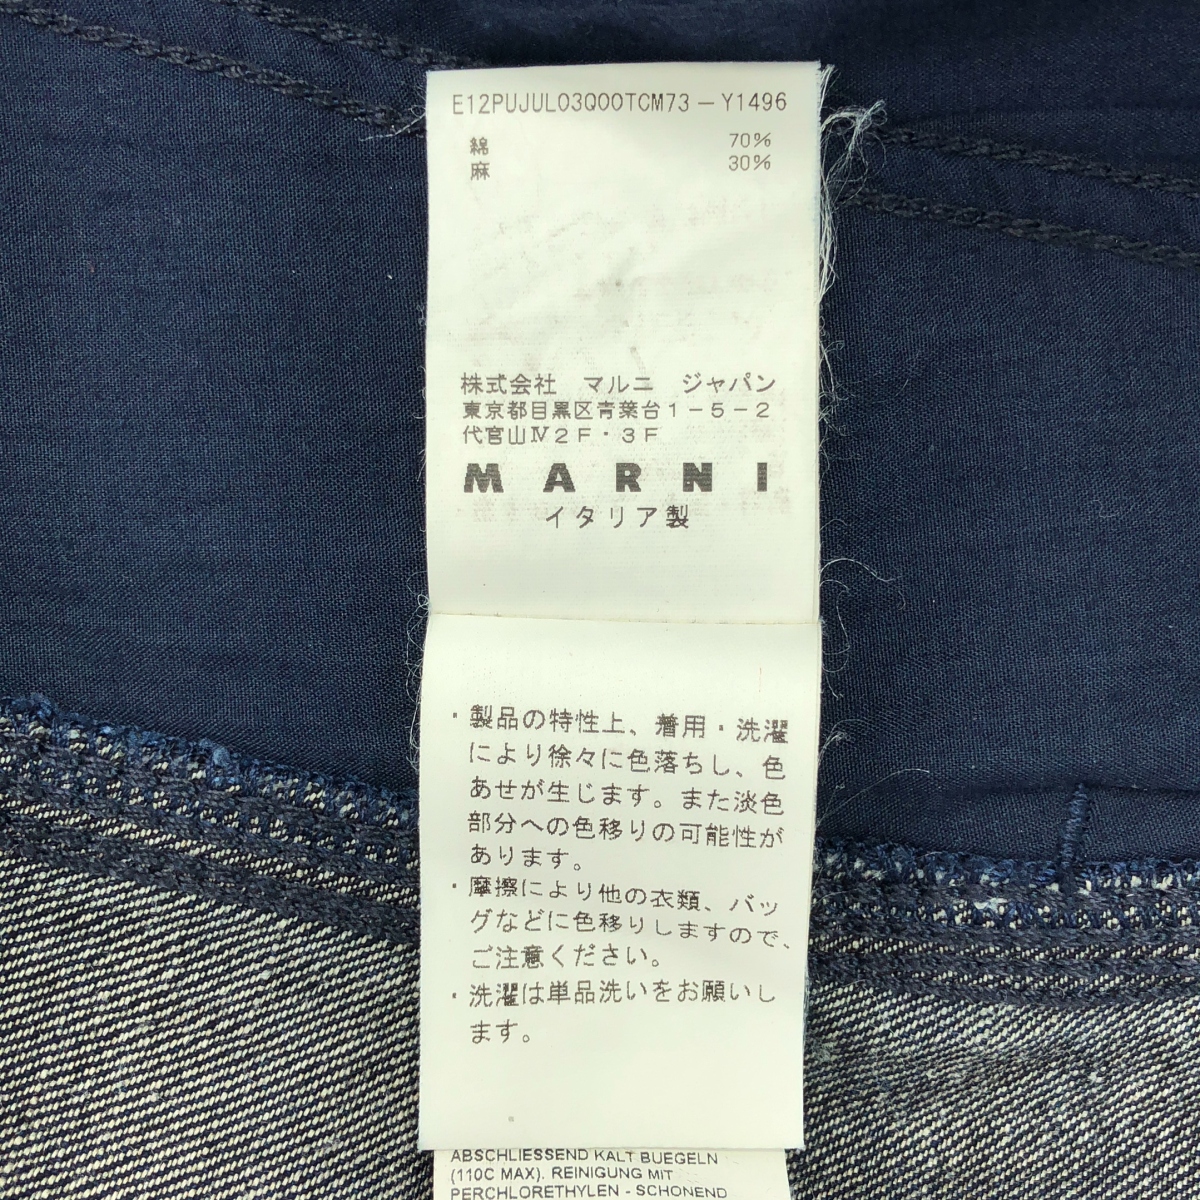 E12PUJUL03Q00TCM73-Y1496
綿 70%
麻 30%
株式会社 マルニ ジャパン
東京都目黒区青葉台1-5-2
代官山Ⅳ2F・3F
MARNI
イタリア製
・製品の特性上、着用・洗濯
により徐々に色落ちし、色
あせが生じます。また淡色
部分への色移りの可能性が
あります。
・摩擦により他の衣類、バッ
グなどに色移りしますので、
ご注意ください。
・洗濯は単品洗いをお願いし
ます。
ABSCHLIESSEND KALT BUEGELN
(110C MAX). REINIGUNG MIT
PERCHLORETHYLEN - SCHONEND